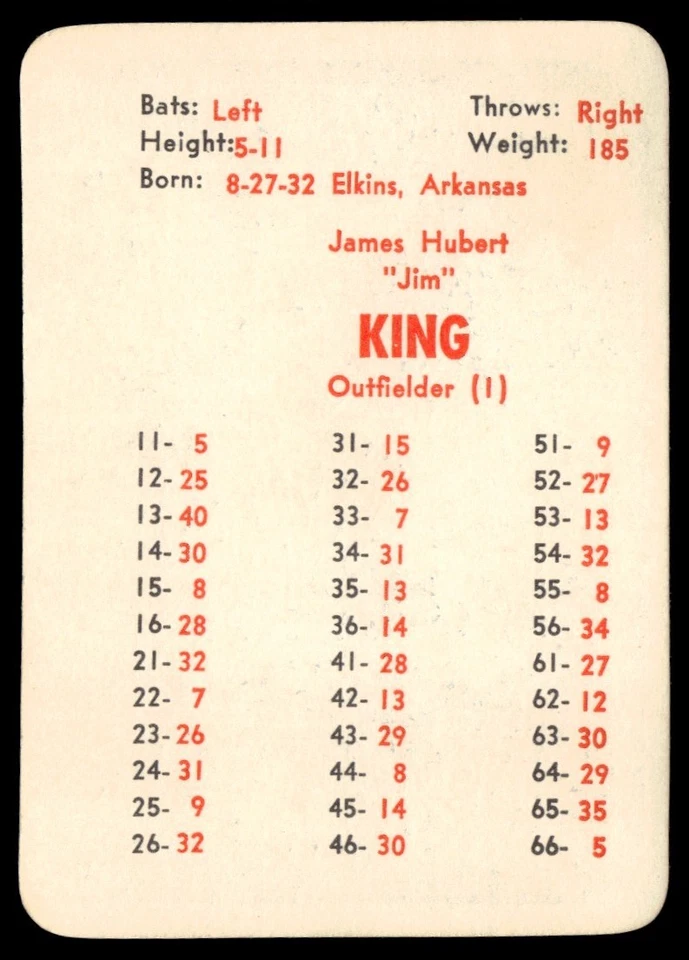 Bats: Left Throws: Right
Height: 5-11 Weight: 185
Born: 8-27-32 Elkins, Arkansas
James Hubert
"Jim"
KING
Outfielder (1)
11- 5 31- 15 51- 9
12- 25 32- 26 52- 27
13- 40 33- 7 53- 13
14- 30 34- 31 54- 32
15- 8 35- 13 55- 8
16- 28 36- 14 56- 34
21- 32 41- 28 61- 27
22- 7 42- 13 62- 12
23- 26 43- 29 63- 30
24- 31 44- 8 64- 29
25- 9 45- 14 65- 35
26- 32 46- 30 66- 5